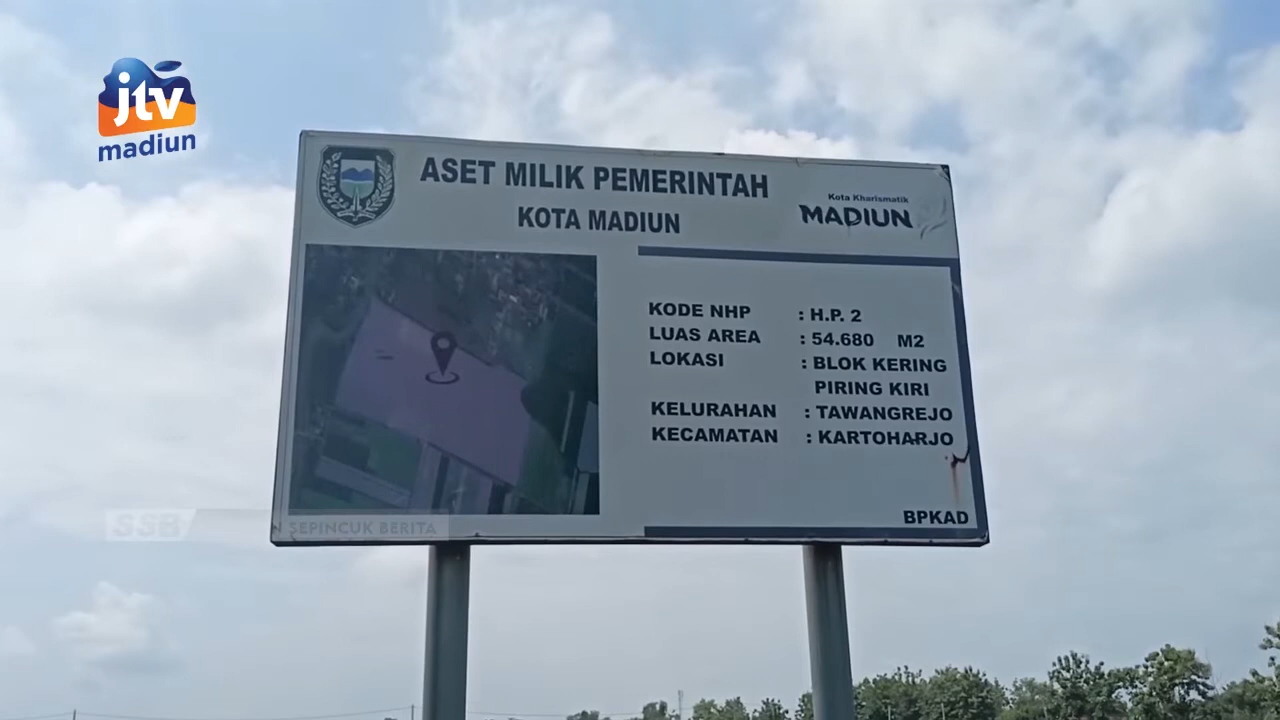 jtv
madiun
ASET MILIK PEMERINTAH
KOTA MADIUN
Kota Kharismatik
MADIUN
KODE NHP : H.P. 2
LUAS AREA : 54.680 M2
LOKASI : BLOK KERING
PIRING KIRI
KELURAHAN : TAWANGREJO
KECAMATAN : KARTOHARJO
BPKAD
SSB
SEPINCUK BERITA